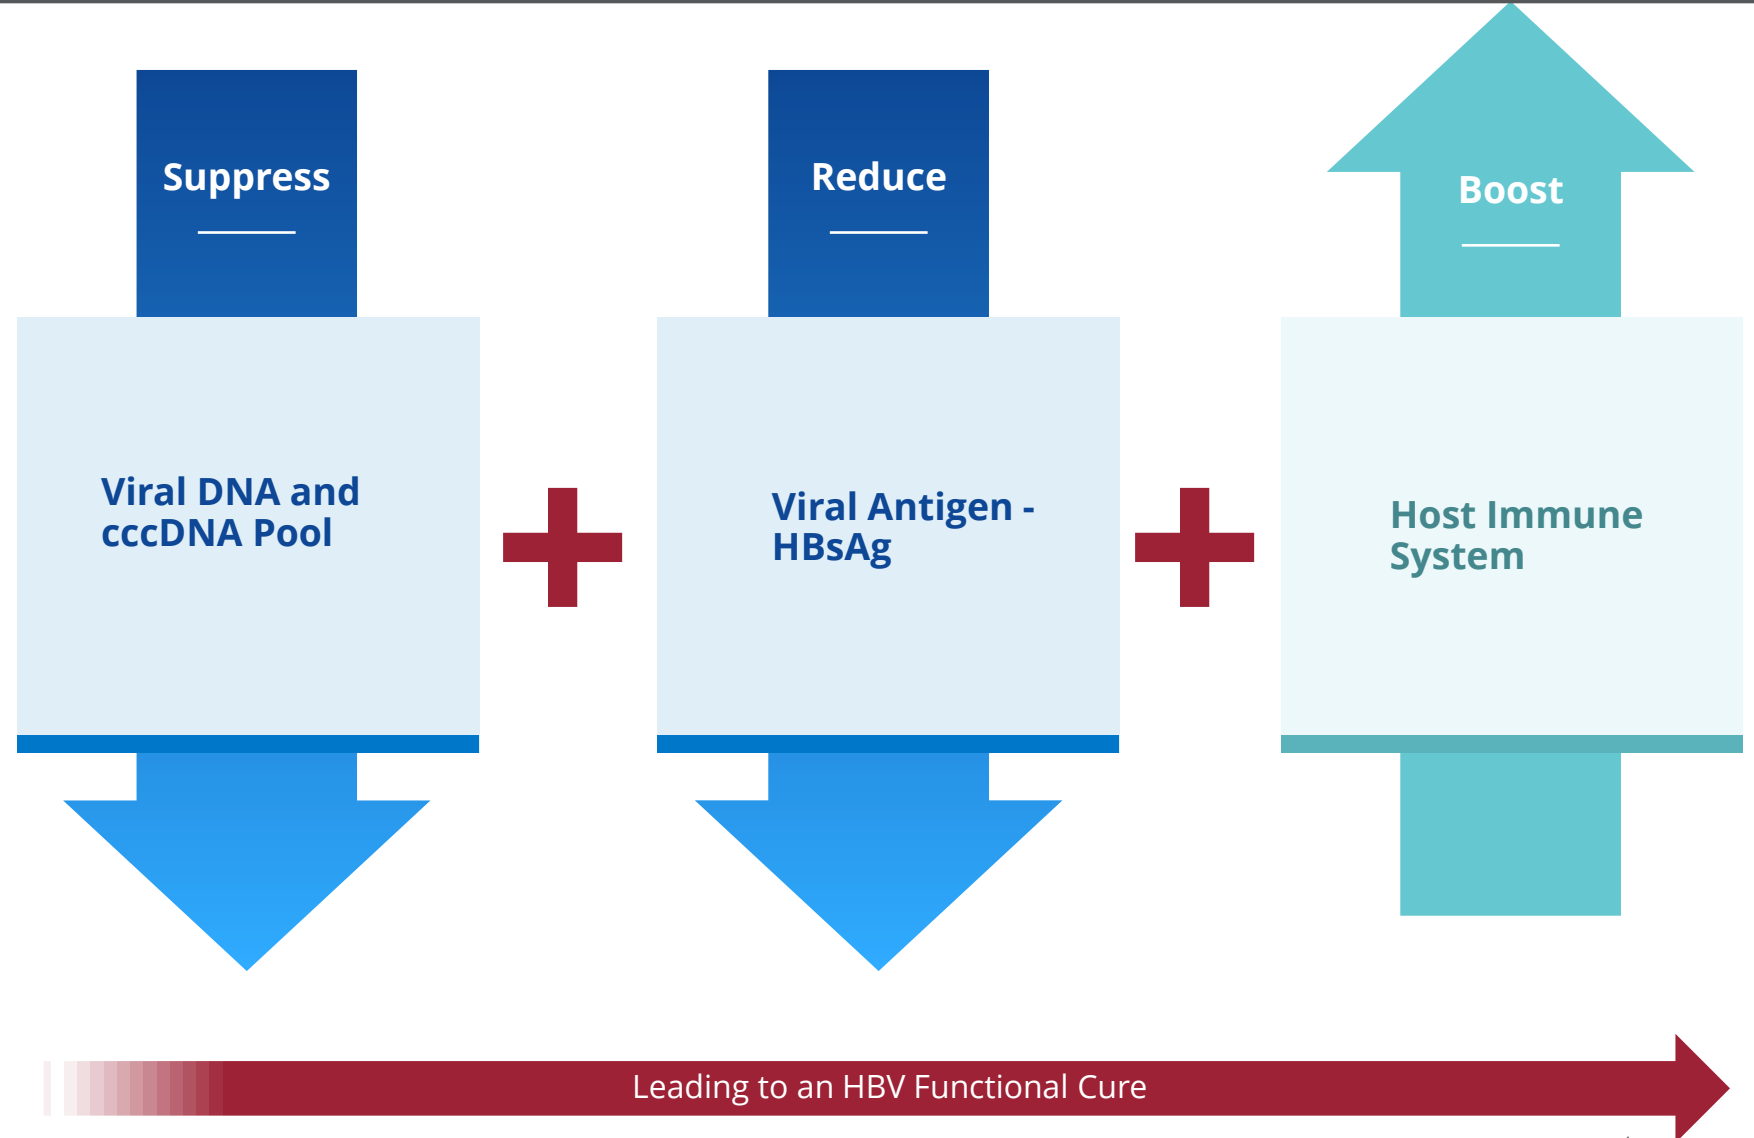 Suppress
Viral DNA and
cccDNA Pool
Reduce
Viral Antigen -
HBsAg
Boost
Host Immune
System
Leading to an HBV Functional Cure